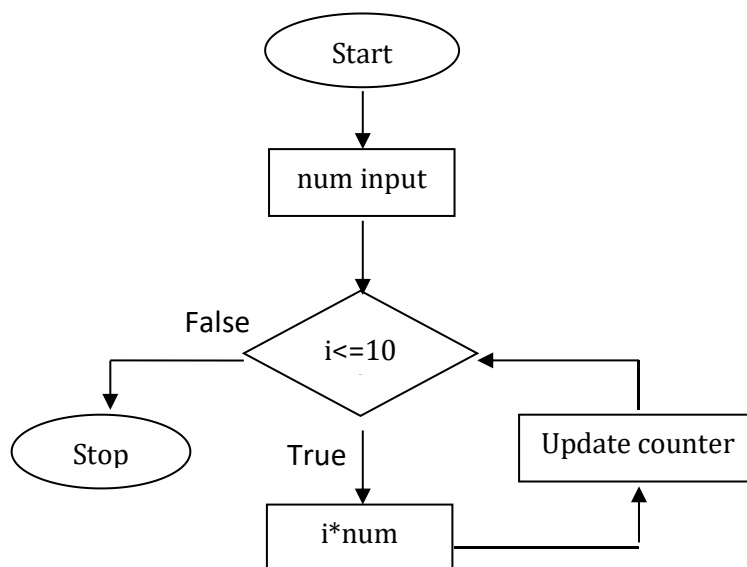 Start
num input
False
i<=10
Stop
True
Update counter
i*num